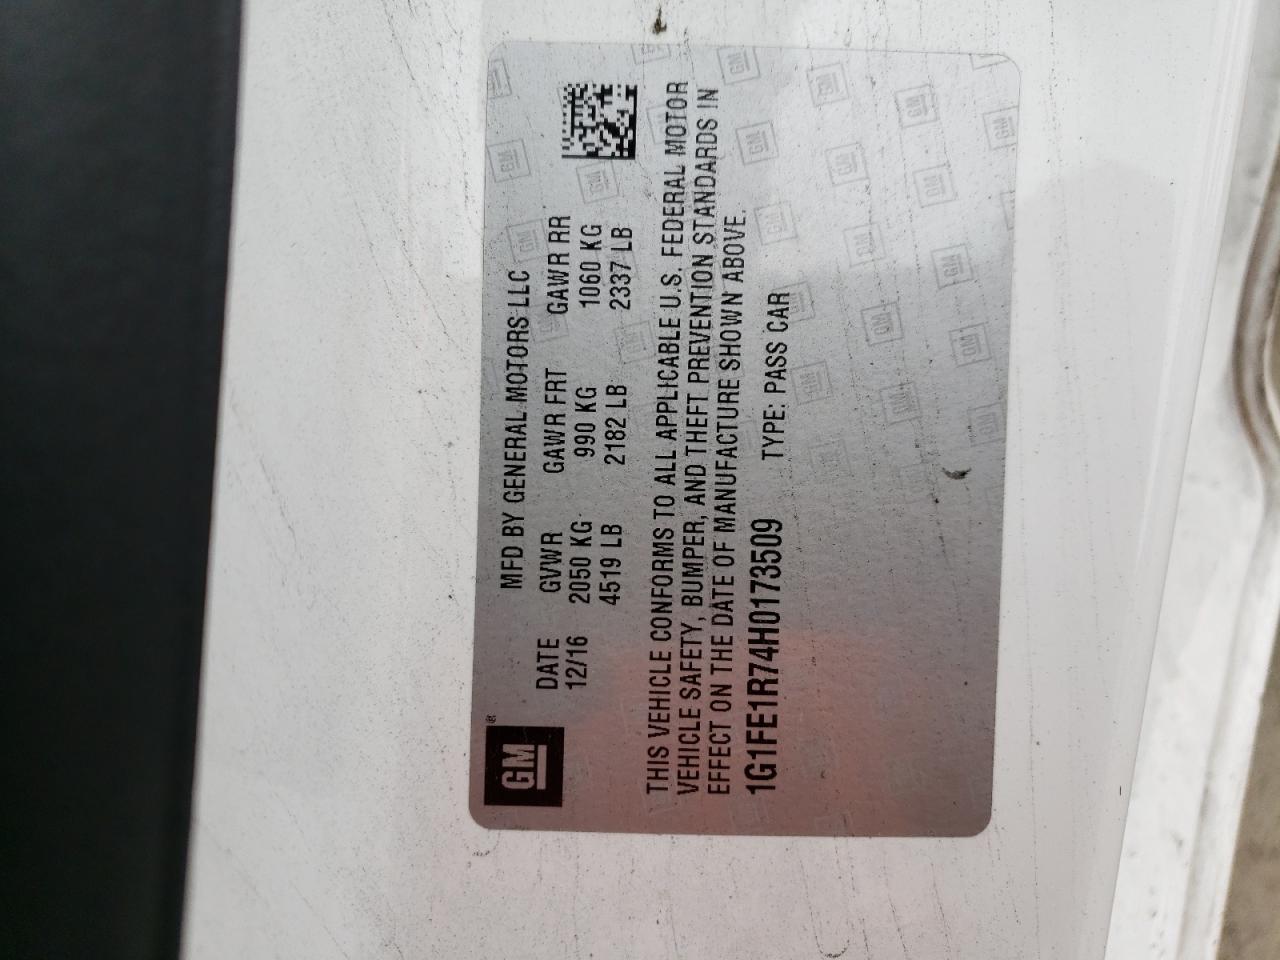 GM®
MFD BY GENERAL MOTORS LLC
DATE GVWR GAWR FRT GAWR RR
12/16 2050 KG 990 KG 1060 KG
4519 LB 2182 LB 2337 LB
THIS VEHICLE CONFORMS TO ALL APPLICABLE U.S. FEDERAL MOTOR
VEHICLE SAFETY, BUMPER, AND THEFT PREVENTION STANDARDS IN
EFFECT ON THE DATE OF MANUFACTURE SHOWN ABOVE.
1G1FE1R74H0173509 TYPE: PASS CAR